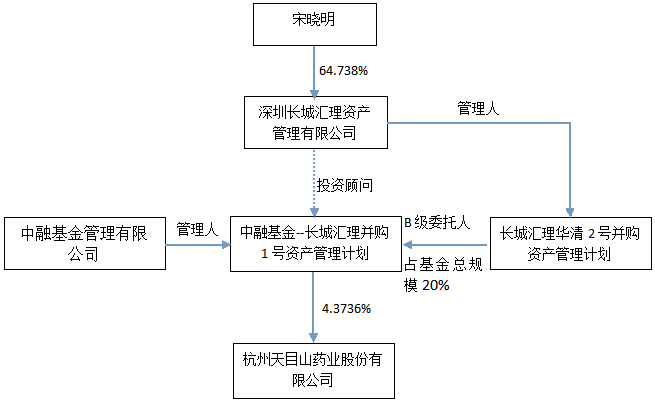 宋晓明
64.738%
深圳长城汇理资产
管理有限公司
管理人
投资顾问
中融基金管理有限
公司
管理人
中融基金--长城汇理并购
1号资产管理计划
B级委托人
占基金总规
模20%
长城汇理华清2号并购
资产管理计划
4.3736%
杭州天目山药业股份有
限公司